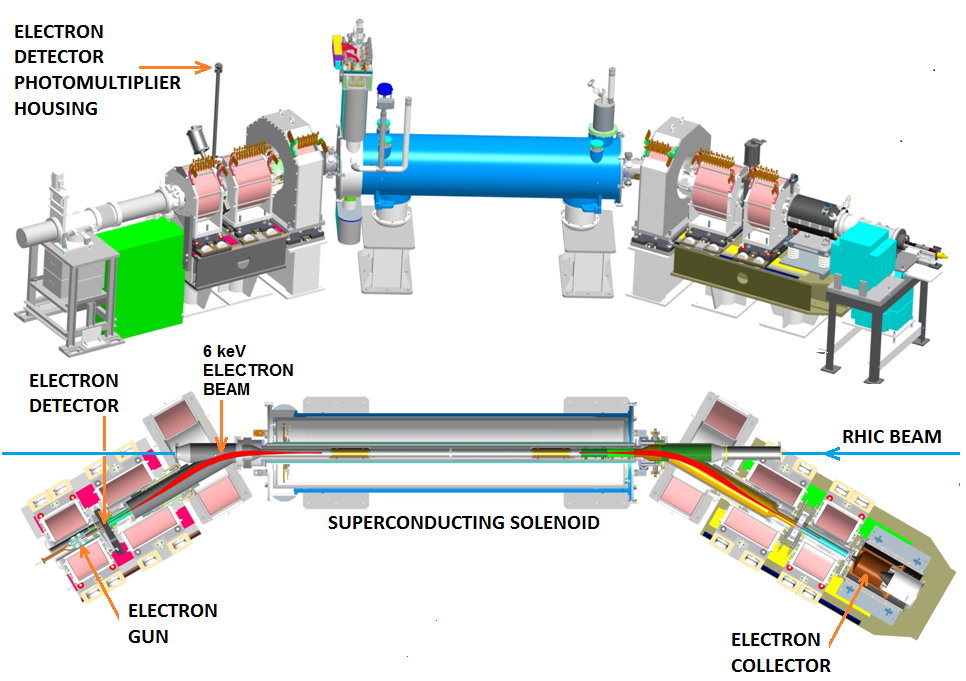 ELECTRON
DETECTOR
PHOTOMULTIPLIER
HOUSING
6 keV
ELECTRON
BEAM
ELECTRON
DETECTOR
RHIC BEAM
SUPERCONDUCTING SOLENOID
ELECTRON
GUN
ELECTRON
COLLECTOR